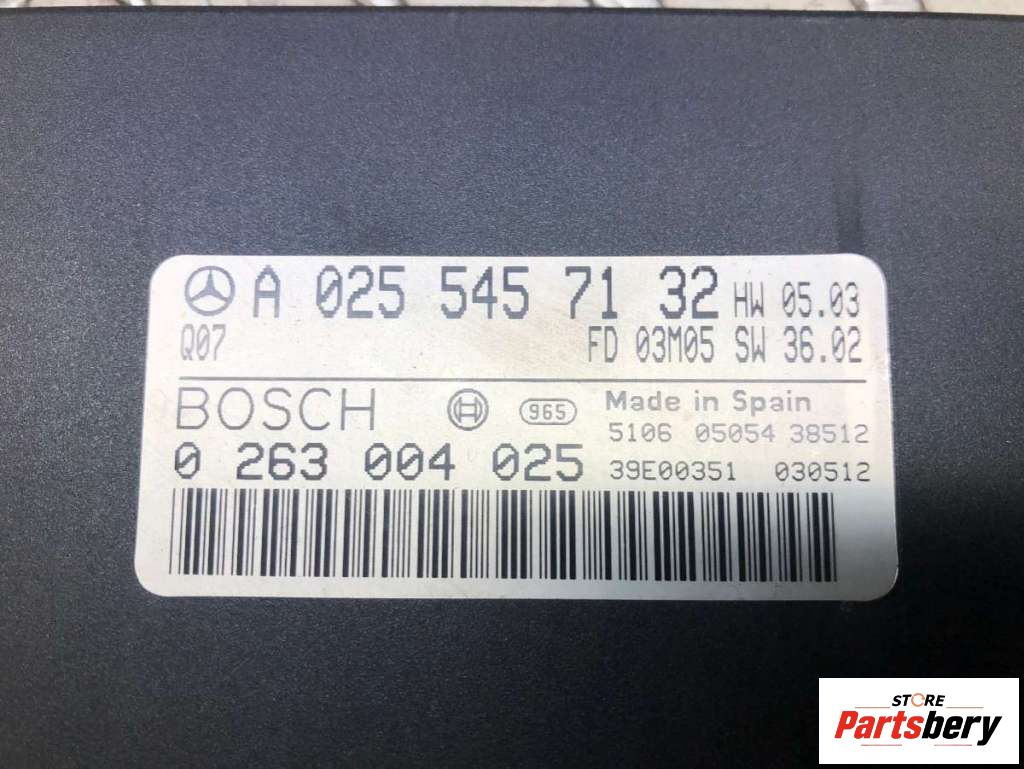 A 025 545 71 32 HW 05.03
Q07 FD 03M05 SW 36.02
BOSCH 965 Made in Spain
5106 05054 38512
0 263 004 025 39E00351 030512
STORE
Partsbery